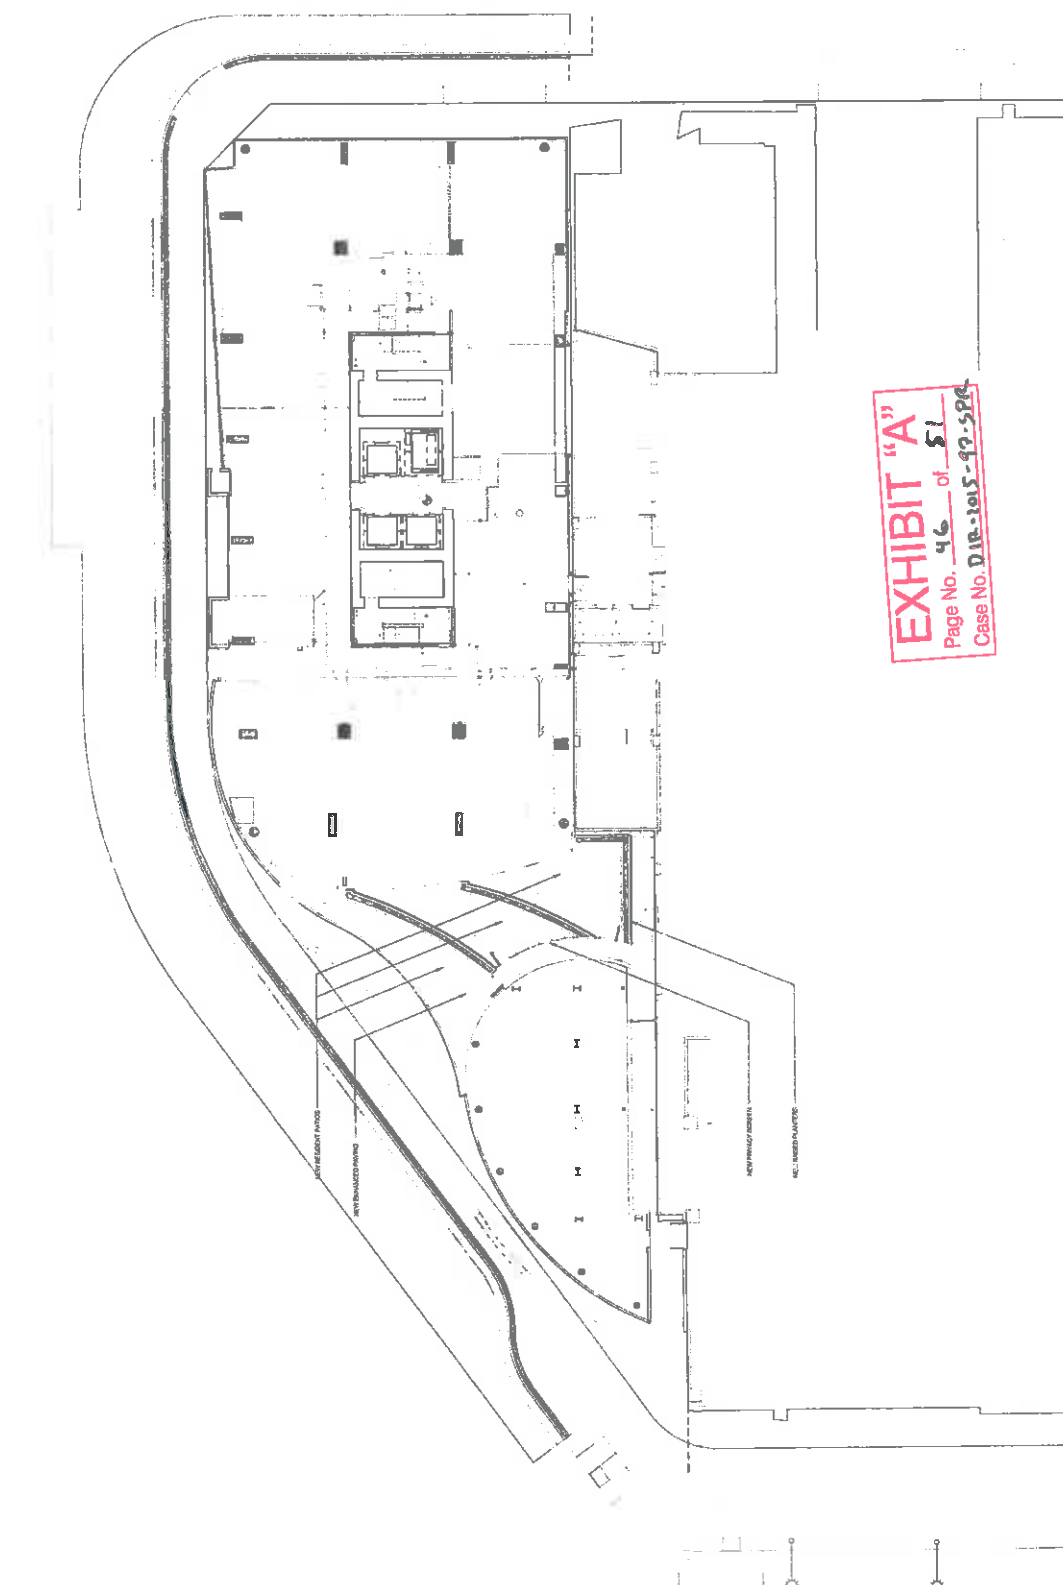 EXHIBIT “A”
Page No. 46 of 51
Case No. DIR-2015-97-SPR
NEW RESIDENT PATIOS
NEW ENHANCED PAVING
NEW PRIVACY SCREEN
RAISED PLANTERS